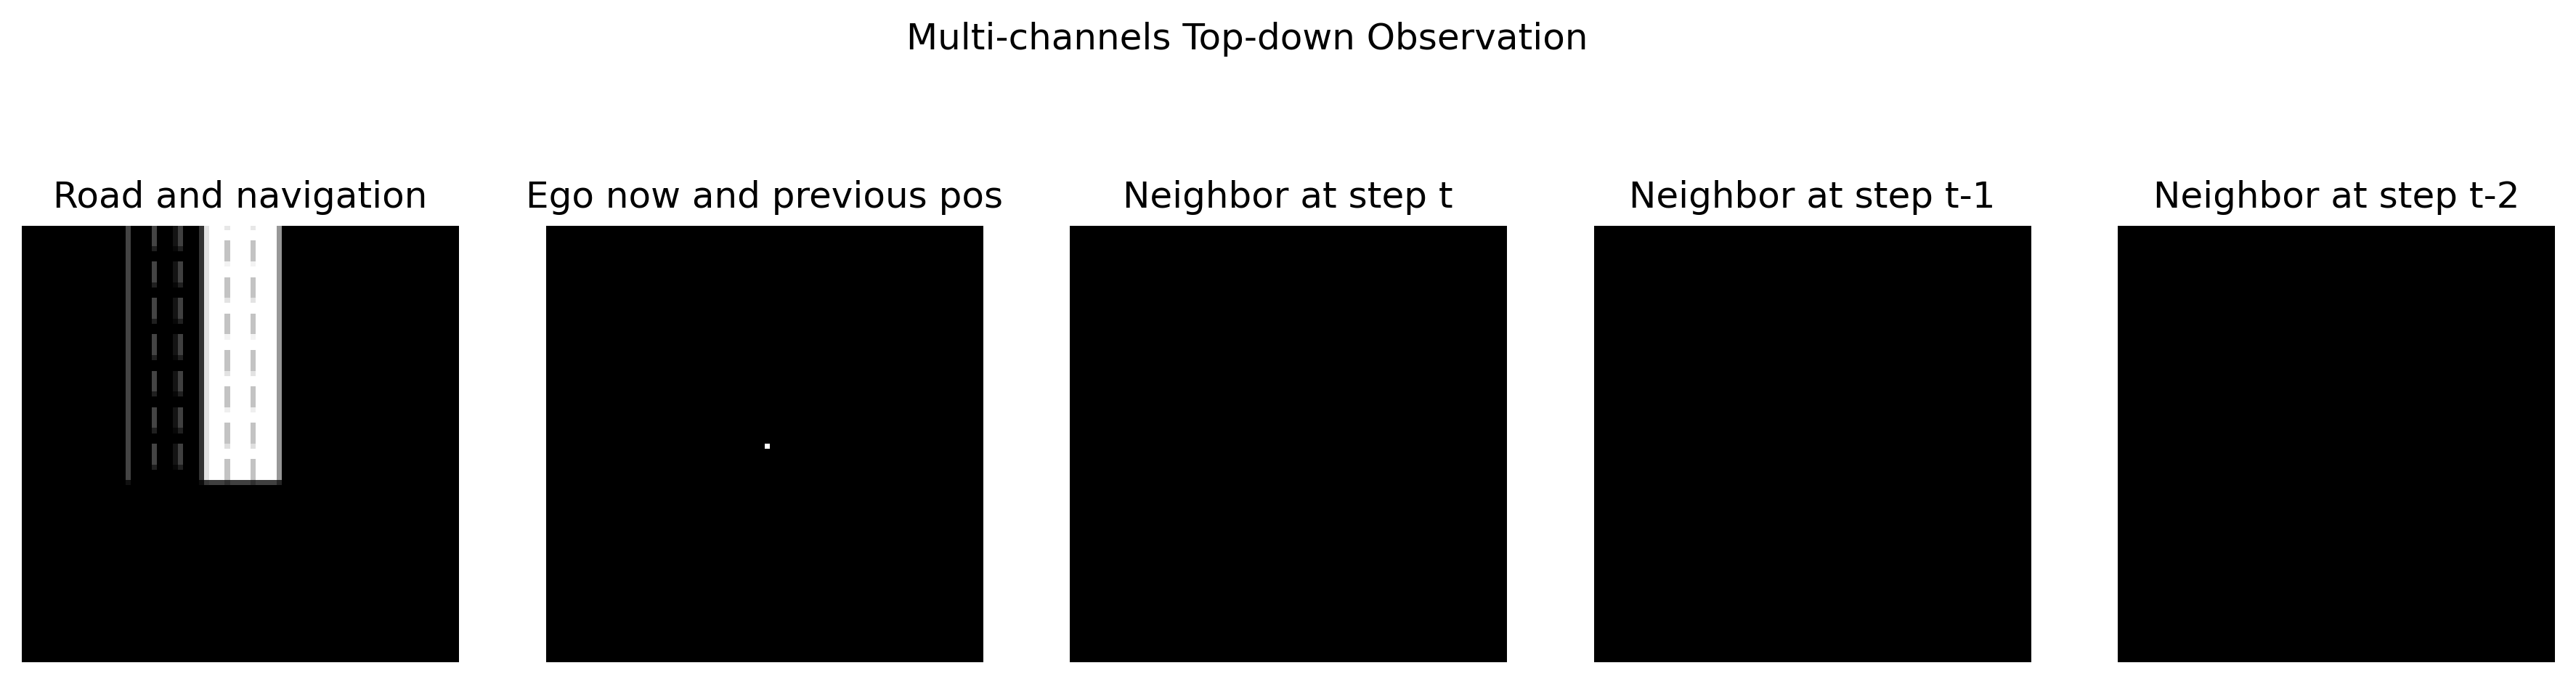 Multi-channels Top-down Observation
Road and navigation
Ego now and previous pos
Neighbor at step t
Neighbor at step t-1
Neighbor at step t-2